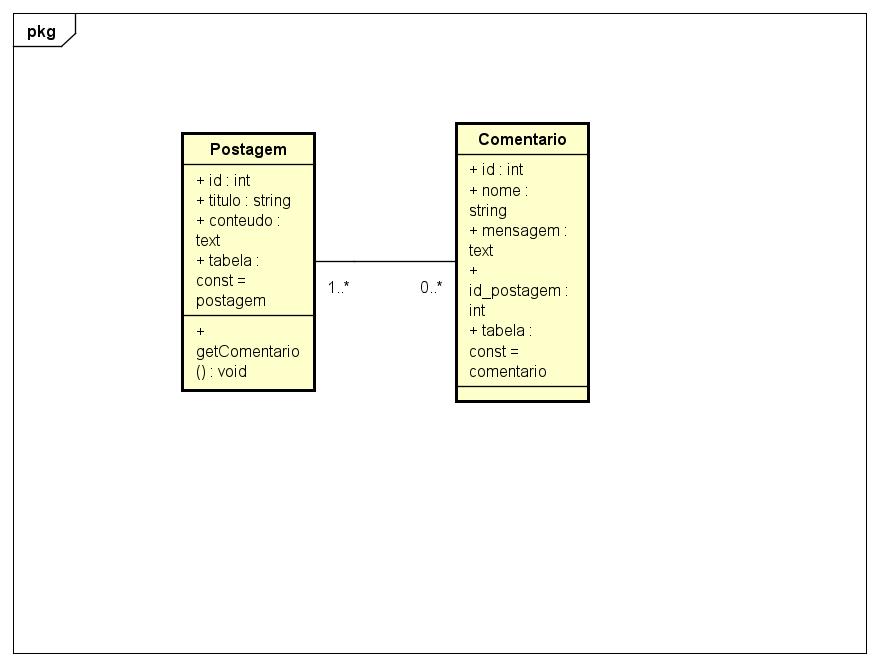 pkg
Postagem
+ id : int
+ titulo : string
+ conteudo :
text
+ tabela :
const =
postagem
+
getComentario
() : void
1..*
0..*
Comentario
+ id : int
+ nome :
string
+ mensagem :
text
+
id_postagem :
int
+ tabela :
const =
comentario